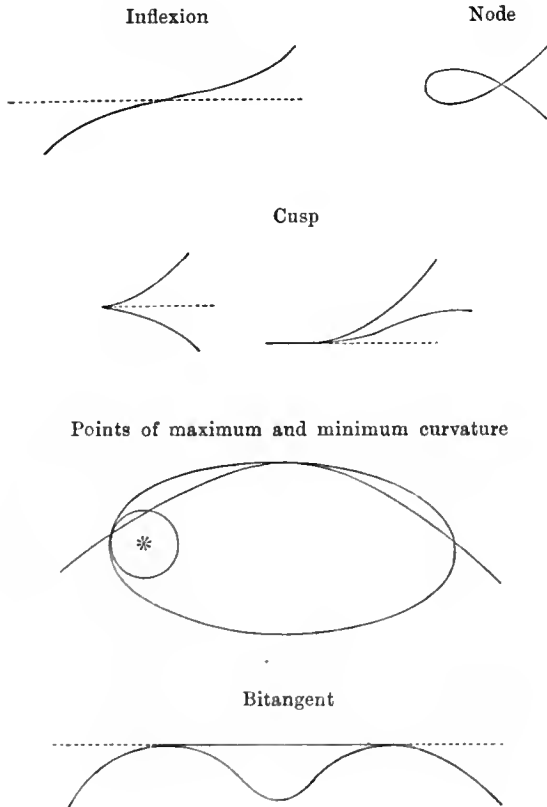 Inflexion
Node
Cusp
Points of maximum and minimum curvature
Bitangent